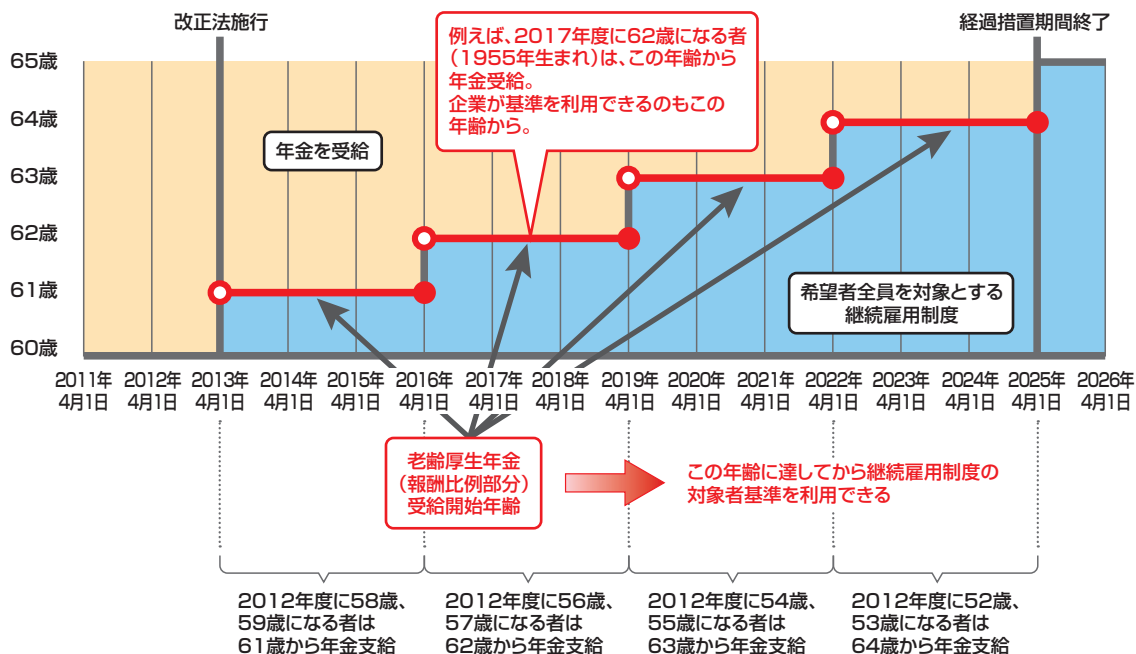 改正法施行
経過措置期間終了
例えば、2017年度に62歳になる者
(1955年生まれ)は、この年齢から
年金受給。
企業が基準を利用できるのもこの
年齢から。
65歳
64歳
63歳
62歳
61歳
60歳
年金を受給
希望者全員を対象とする
継続雇用制度
2011年 2012年 2013年 2014年 2015年 2016年 2017年 2018年 2019年 2020年 2021年 2022年 2023年 2024年 2025年 2026年
4月1日 4月1日 4月1日 4月1日 4月1日 4月1日 4月1日 4月1日 4月1日 4月1日 4月1日 4月1日 4月1日 4月1日 4月1日 4月1日
老齢厚生年金
(報酬比例部分)
受給開始年齢
この年齢に達してから継続雇用制度の
対象者基準を利用できる
2012年度に58歳、
59歳になる者は
61歳から年金支給
2012年度に56歳、
57歳になる者は
62歳から年金支給
2012年度に54歳、
55歳になる者は
63歳から年金支給
2012年度に52歳、
53歳になる者は
64歳から年金支給